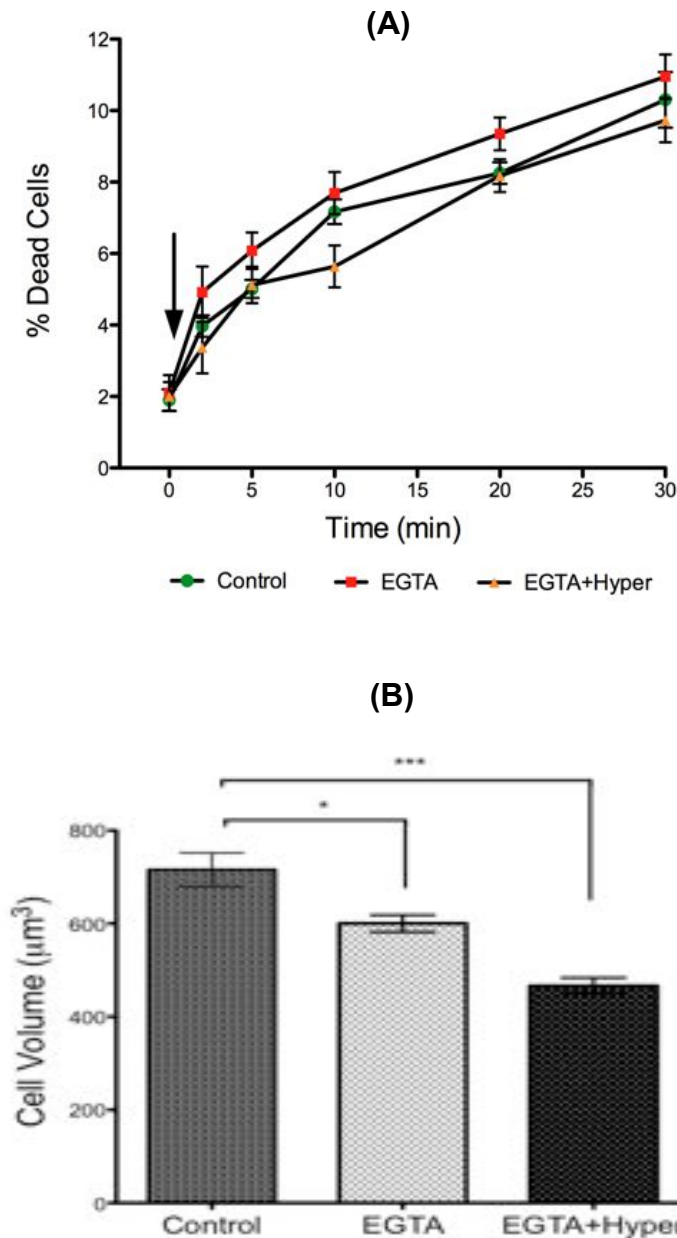 (A)
12
10
8
6
4
2
0
% Dead Cells
0 5 10 15 20 25 30
Time (min)
Control EGTA EGTA+Hyper
(B)
***
*
800
600
400
200
0
Cell Volume (μm³)
Control EGTA EGTA+Hyper